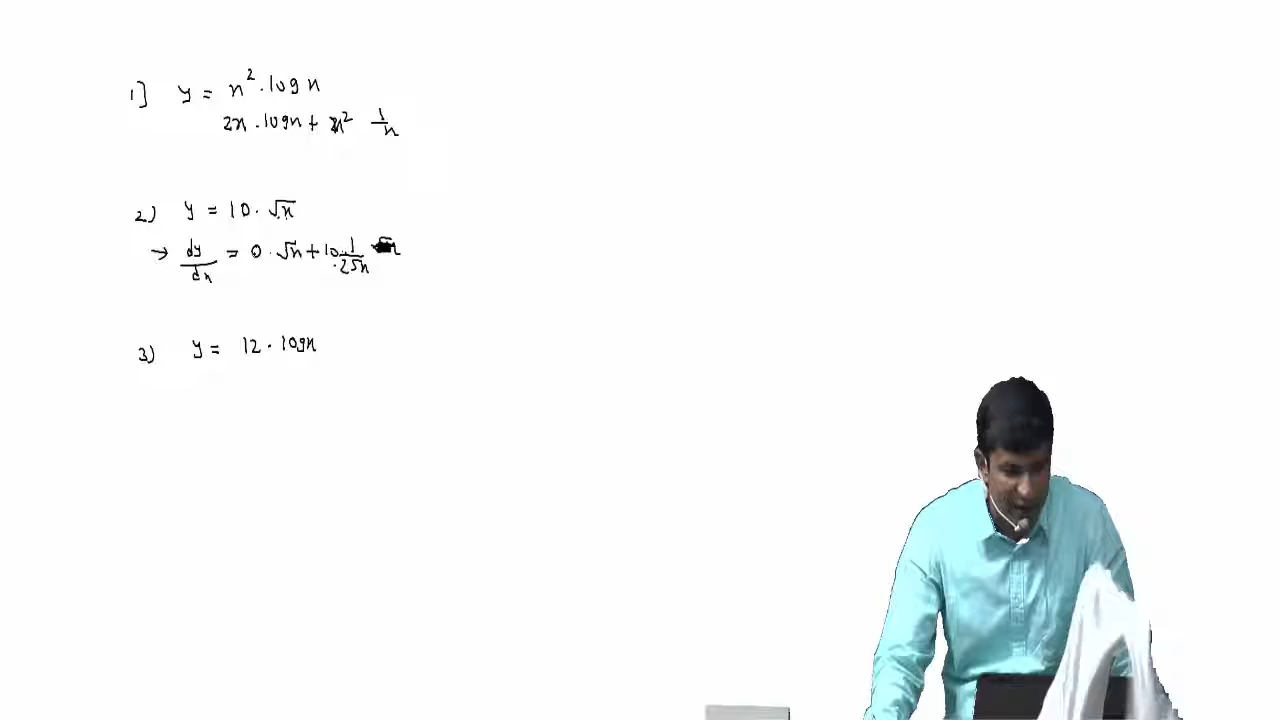 1] y = x² . log x
2x . log x + x² 1/x
2) y = 10 . √x
→ dy/dx = 0 . √x + 10 . 1/2√x
3) y = 12 . log x